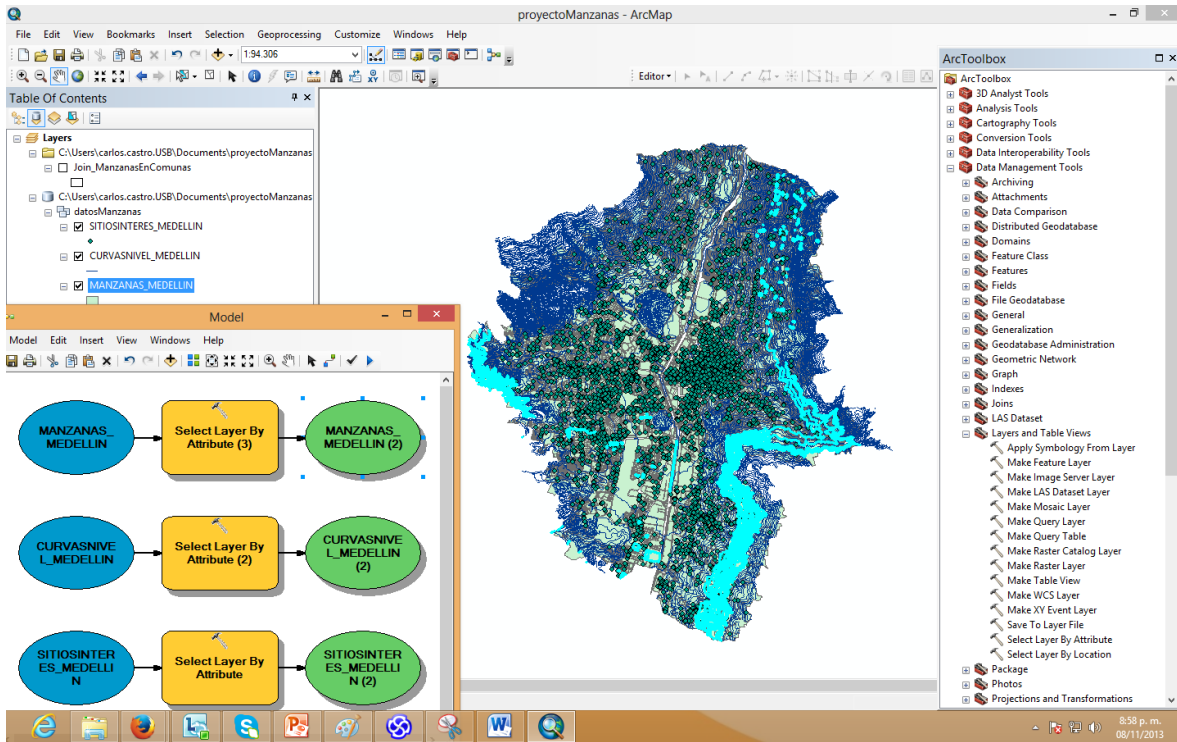 proyectoManzanas - ArcMap
File Edit View Bookmarks Insert Selection Geoprocessing Customize Windows Help
1:94.306
Editor
Table Of Contents
Layers
C:\Users\carlos.castro.USB\Documents\proyectoManzanas
Join_ManzanasEnComunas
C:\Users\carlos.castro.USB\Documents\proyectoManzanas
datosManzanas
SITIOSINTERES_MEDELLIN
CURVASNIVEL_MEDELLIN
MANZANAS_MEDELLIN
Model
Model Edit Insert View Windows Help
MANZANAS_
MEDELLIN
Select Layer By
Attribute (3)
MANZANAS_
MEDELLIN (2)
CURVASNIVE
L_MEDELLIN
Select Layer By
Attribute (2)
CURVASNIVE
L_MEDELLIN
(2)
SITIOSINTER
ES_MEDELLI
N
Select Layer By
Attribute
SITIOSINTER
ES_MEDELLI
N (2)
ArcToolbox
ArcToolbox
3D Analyst Tools
Analysis Tools
Cartography Tools
Conversion Tools
Data Interoperability Tools
Data Management Tools
Archiving
Attachments
Data Comparison
Distributed Geodatabase
Domains
Feature Class
Features
Fields
File Geodatabase
General
Generalization
Geodatabase Administration
Geometric Network
Graph
Indexes
Joins
LAS Dataset
Layers and Table Views
Apply Symbology From Layer
Make Feature Layer
Make Image Server Layer
Make LAS Dataset Layer
Make Mosaic Layer
Make Query Layer
Make Query Table
Make Raster Catalog Layer
Make Raster Layer
Make Table View
Make WCS Layer
Make XY Event Layer
Save To Layer File
Select Layer By Attribute
Select Layer By Location
Package
Photos
Projections and Transformations
8:58 p. m.
08/11/2013